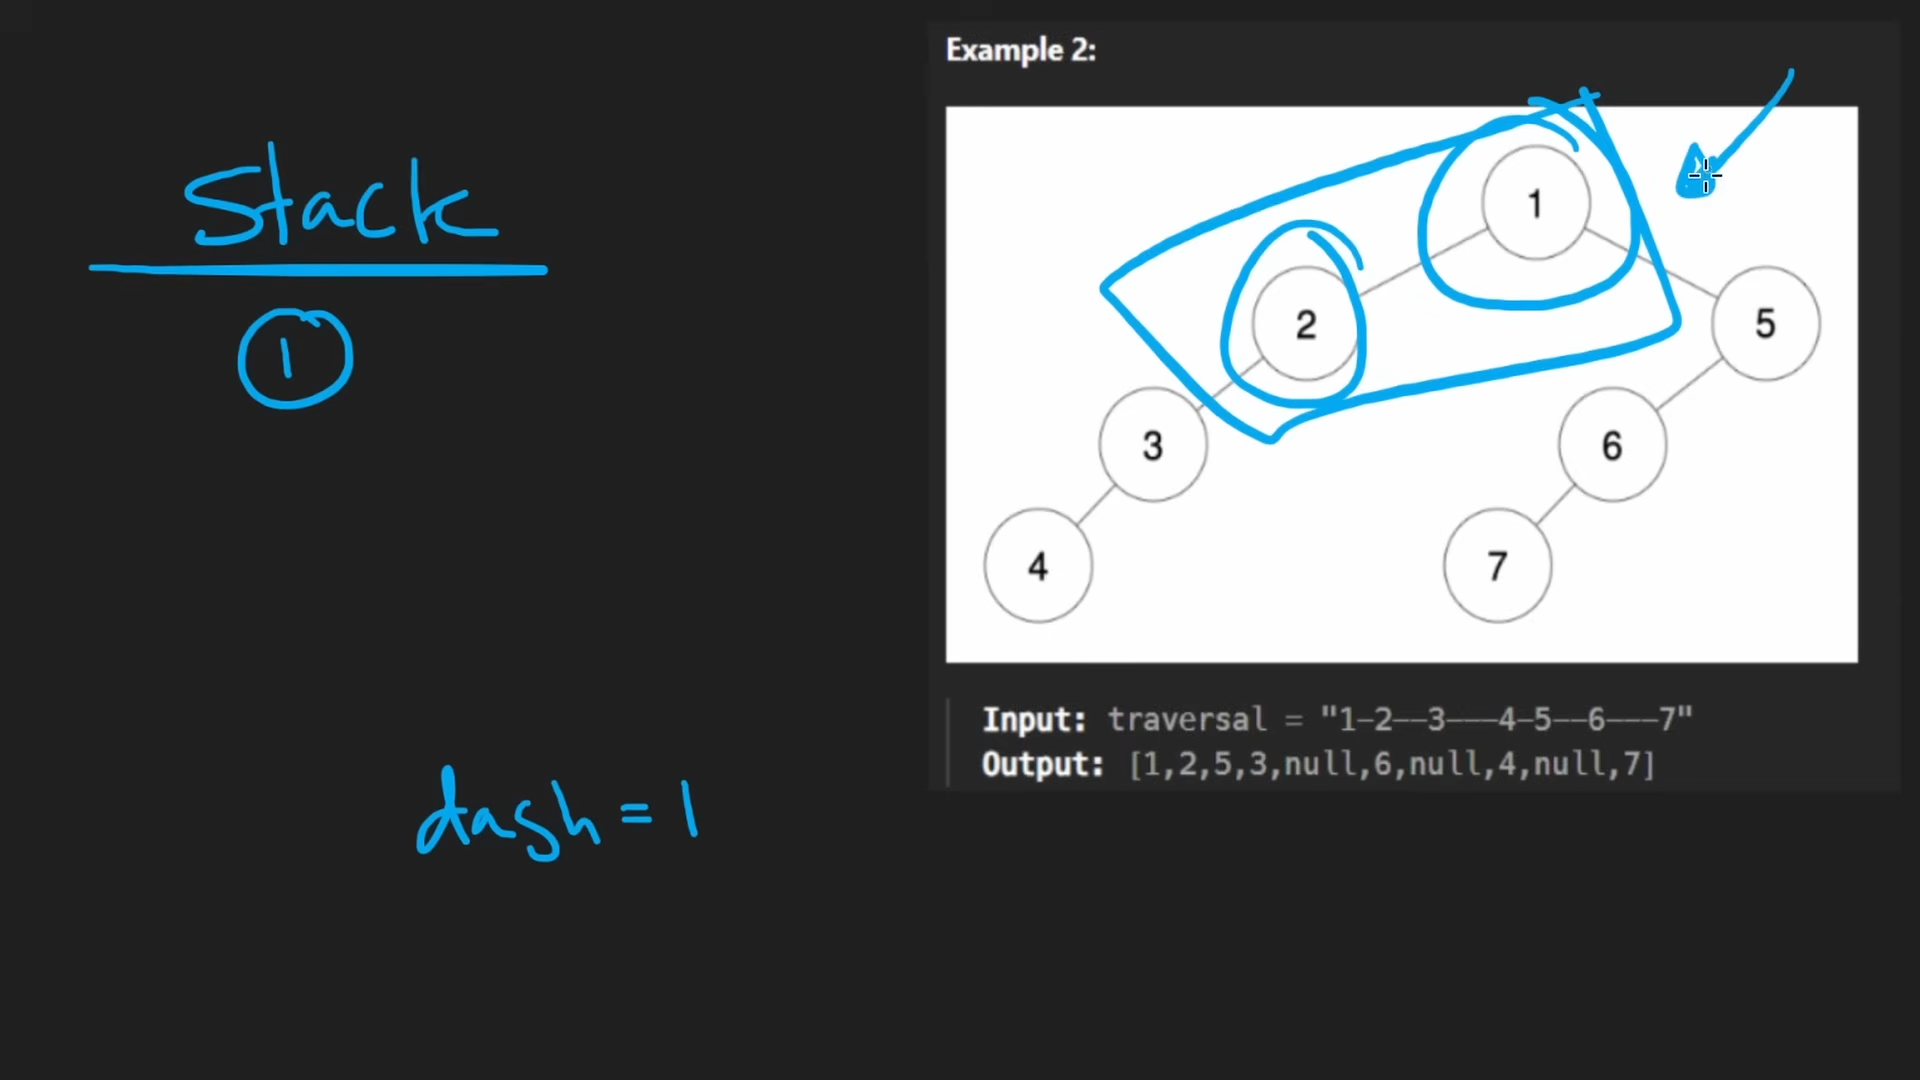 Stack
1
dash = 1
Example 2:
1
2
5
3
6
4
7
Input: traversal = "1-2--3---4-5--6---7"
Output: [1,2,5,3,null,6,null,4,null,7]